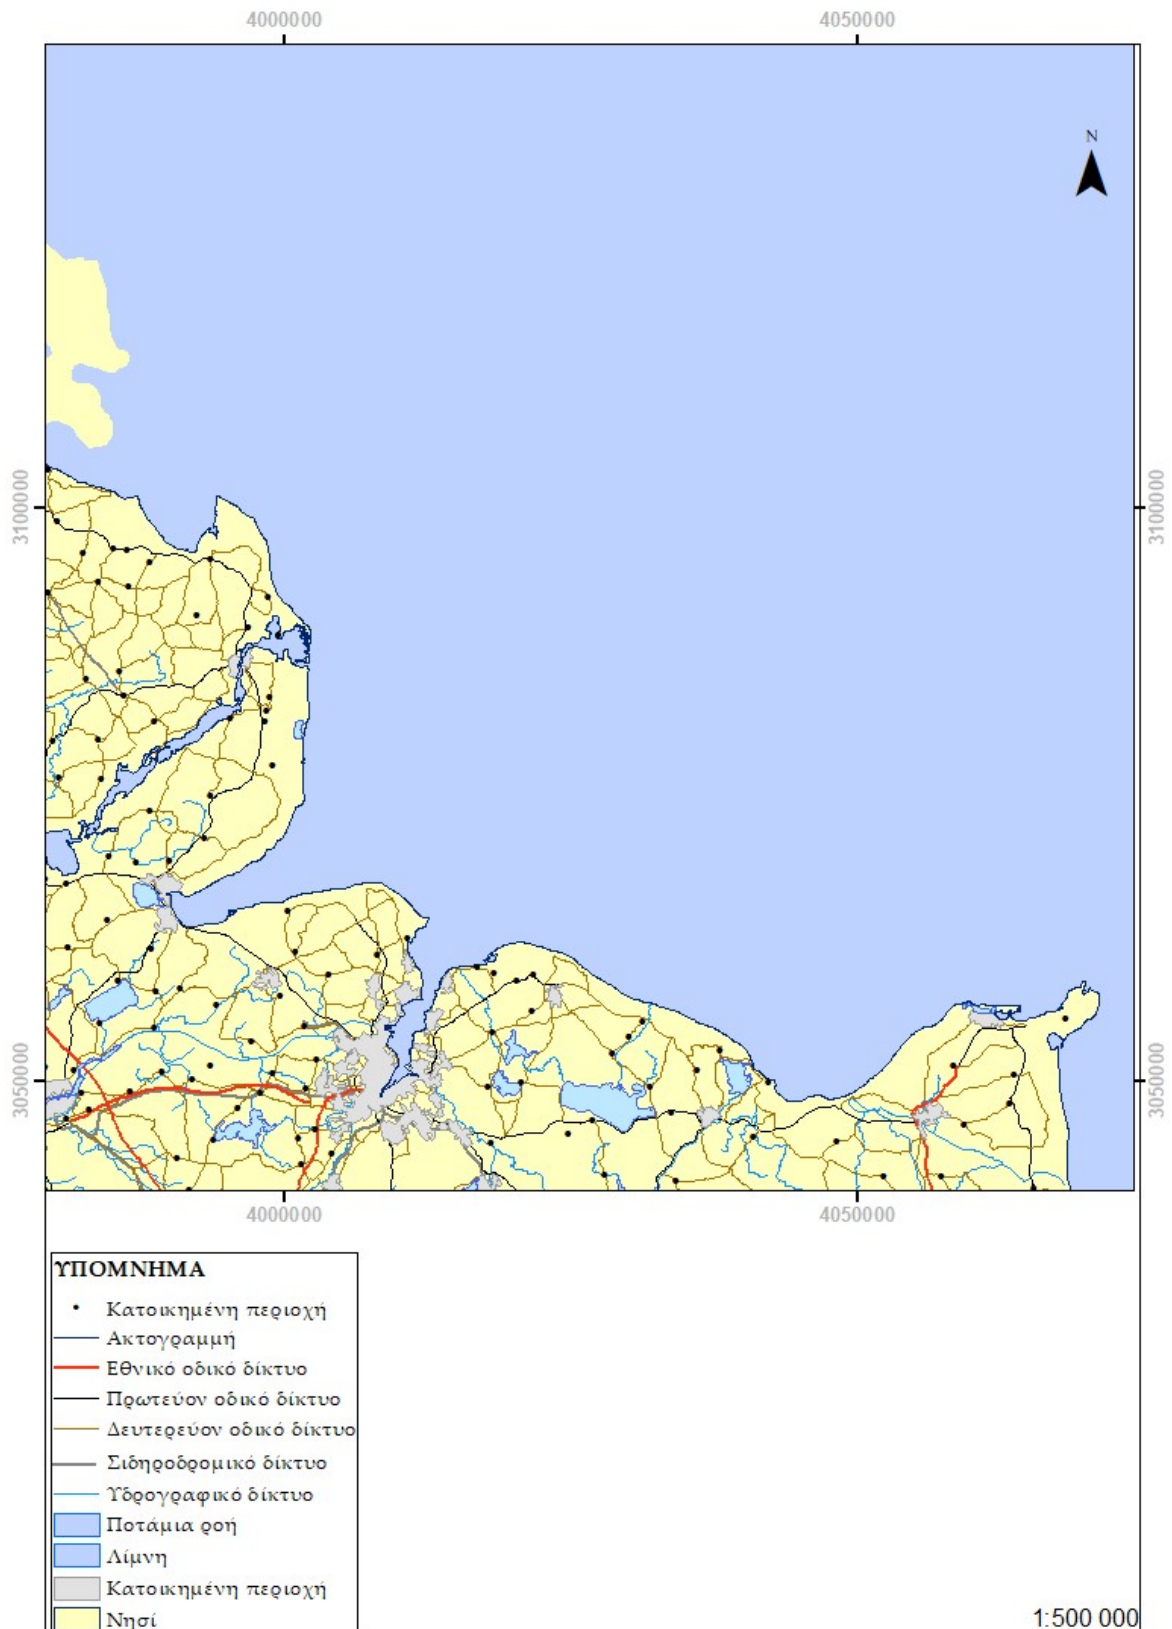 4000000 4050000
N
3100000 3100000
3050000 3050000
4000000 4050000
ΥΠΟΜΝΗΜΑ
Κατοικημένη περιοχή
Ακτογραμμή
Εθνικό οδικό δίκτυο
Πρωτεύον οδικό δίκτυο
Δευτερεύον οδικό δίκτυο
Σιδηροδρομικό δίκτυο
Υδρογραφικό δίκτυο
Ποτάμια ροή
Λίμνη
Κατοικημένη περιοχή
Νησί
1:500 000